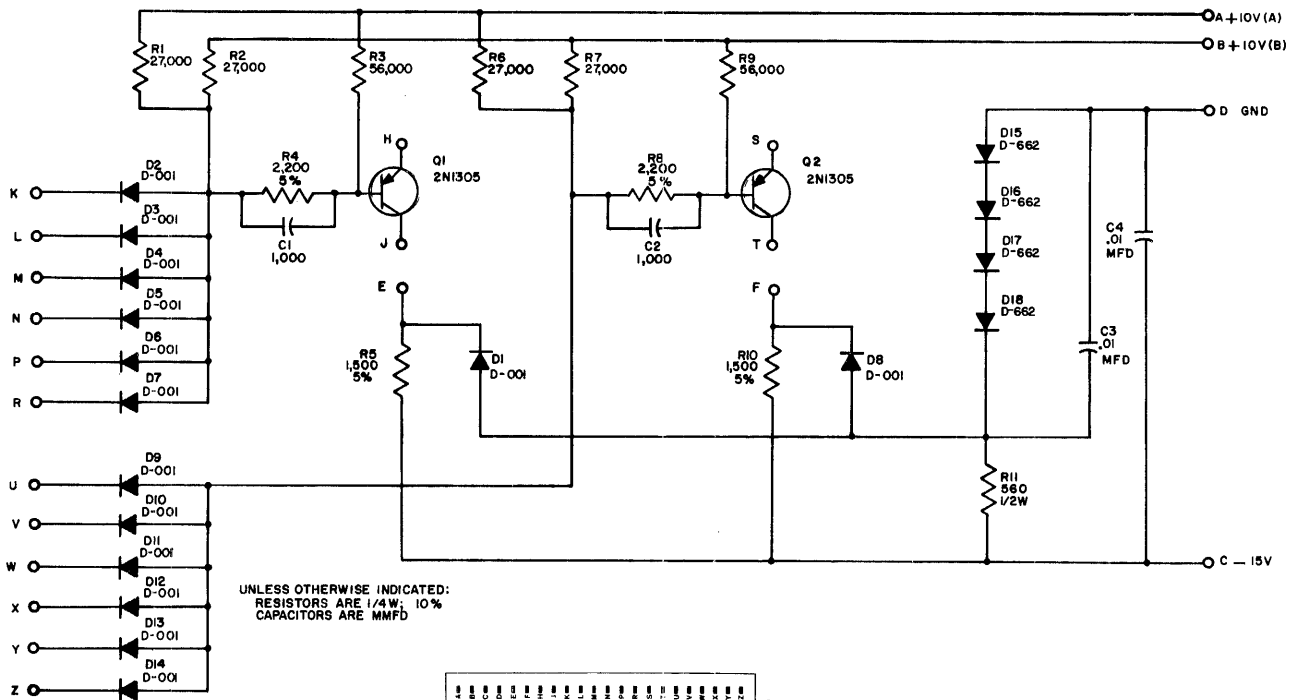 A+10V(A)
B+10V(B)
R1
27,000
R2
27,000
R3
56,000
R6
27,000
R7
27,000
R9
56,000
D GND
H
S
D15
D-662
Q1
2N1305
Q2
2N1305
R4
2,200
5%
R8
2,200
5%
D2
D-001
K
D16
D-662
D3
D-001
L
C1
1,000
J
C2
1,000
T
D17
D-662
C4
.01
MFD
D4
D-001
M
E
F
D5
D-001
N
D18
D-662
C3
.01
MFD
D6
D-001
P
R5
1,500
5%
D1
D-001
R10
1,500
5%
D8
D-001
D7
D-001
R
D9
D-001
U
R11
560
1/2W
D10
D-001
V
D11
D-001
W
C — 15V
D12
D-001
X
UNLESS OTHERWISE INDICATED:
RESISTORS ARE 1/4W; 10%
CAPACITORS ARE MMFD
D13
D-001
Y
D14
D-001
Z
A B C D E F H J K L M N P R S T U V W X Y Z